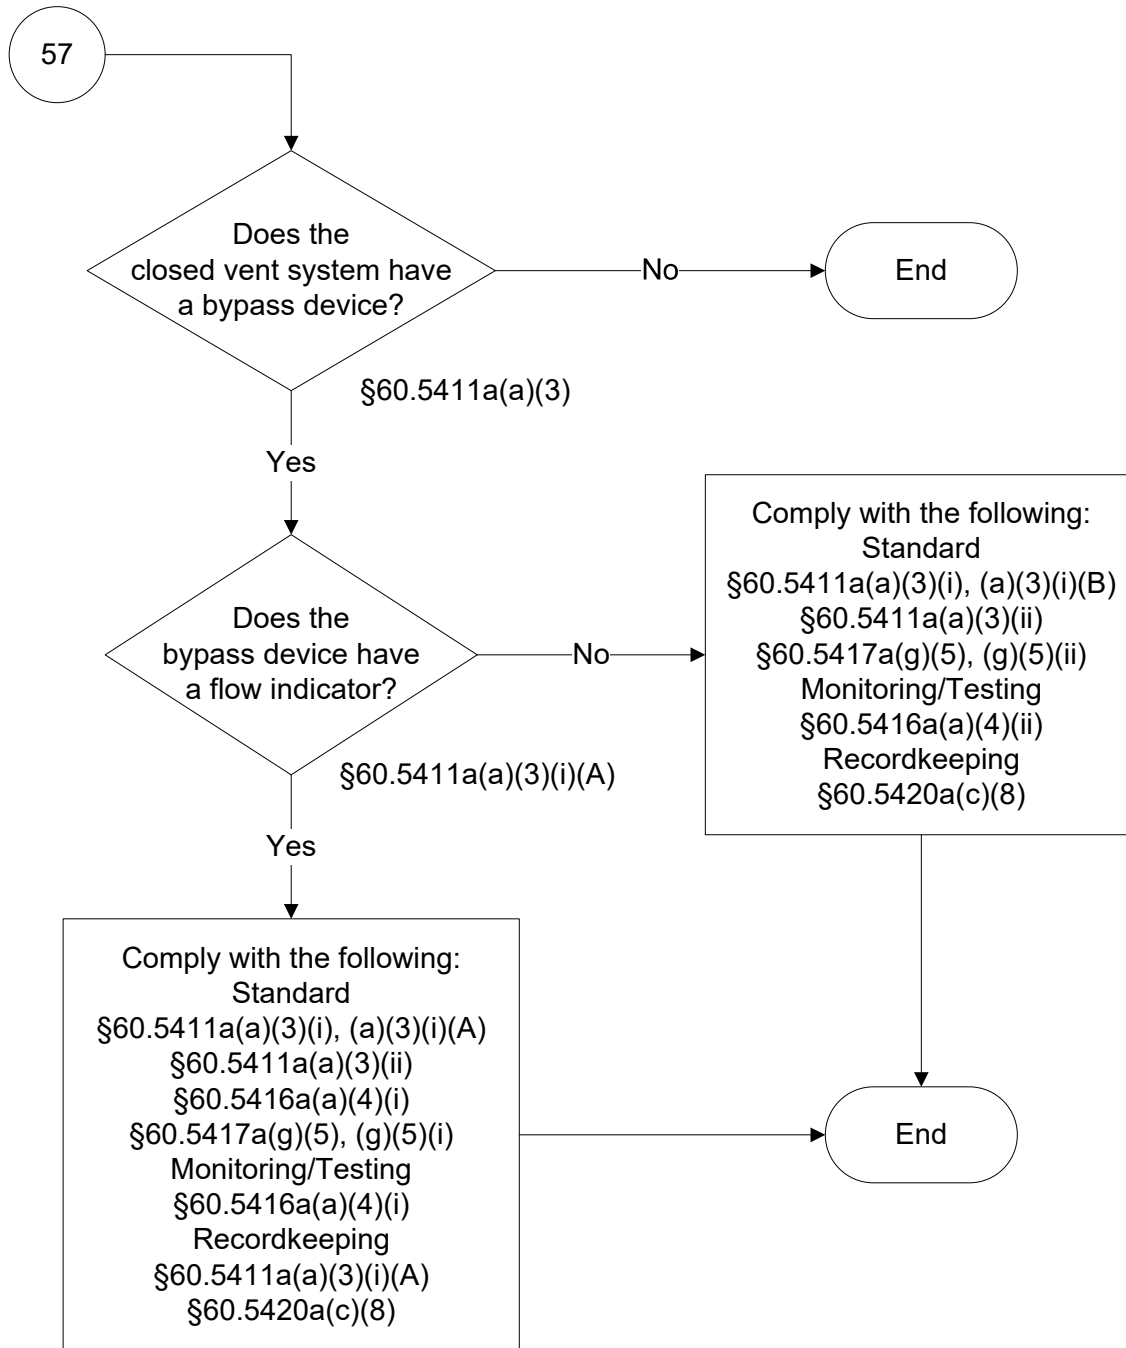 57
Does the
closed vent system have
a bypass device?
No
End
§60.5411a(a)(3)
Yes
Does the
bypass device have
a flow indicator?
No
§60.5411a(a)(3)(i)(A)
Comply with the following:
Standard
§60.5411a(a)(3)(i), (a)(3)(i)(B)
§60.5411a(a)(3)(ii)
§60.5417a(g)(5), (g)(5)(ii)
Monitoring/Testing
§60.5416a(a)(4)(ii)
Recordkeeping
§60.5420a(c)(8)
Yes
Comply with the following:
Standard
§60.5411a(a)(3)(i), (a)(3)(i)(A)
§60.5411a(a)(3)(ii)
§60.5416a(a)(4)(i)
§60.5417a(g)(5), (g)(5)(i)
Monitoring/Testing
§60.5416a(a)(4)(i)
Recordkeeping
§60.5411a(a)(3)(i)(A)
§60.5420a(c)(8)
End